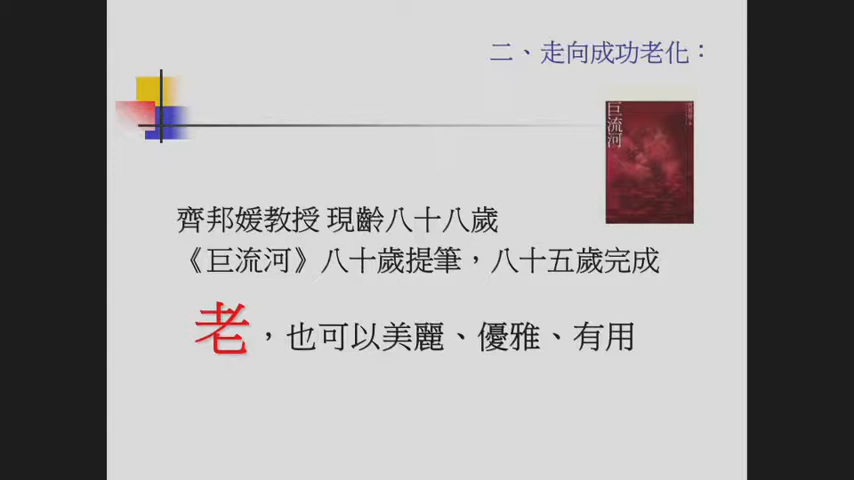 二、走向成功老化：
巨流河
齊邦媛教授 現齡八十八歲
《巨流河》八十歲提筆，八十五歲完成
老，也可以美麗、優雅、有用